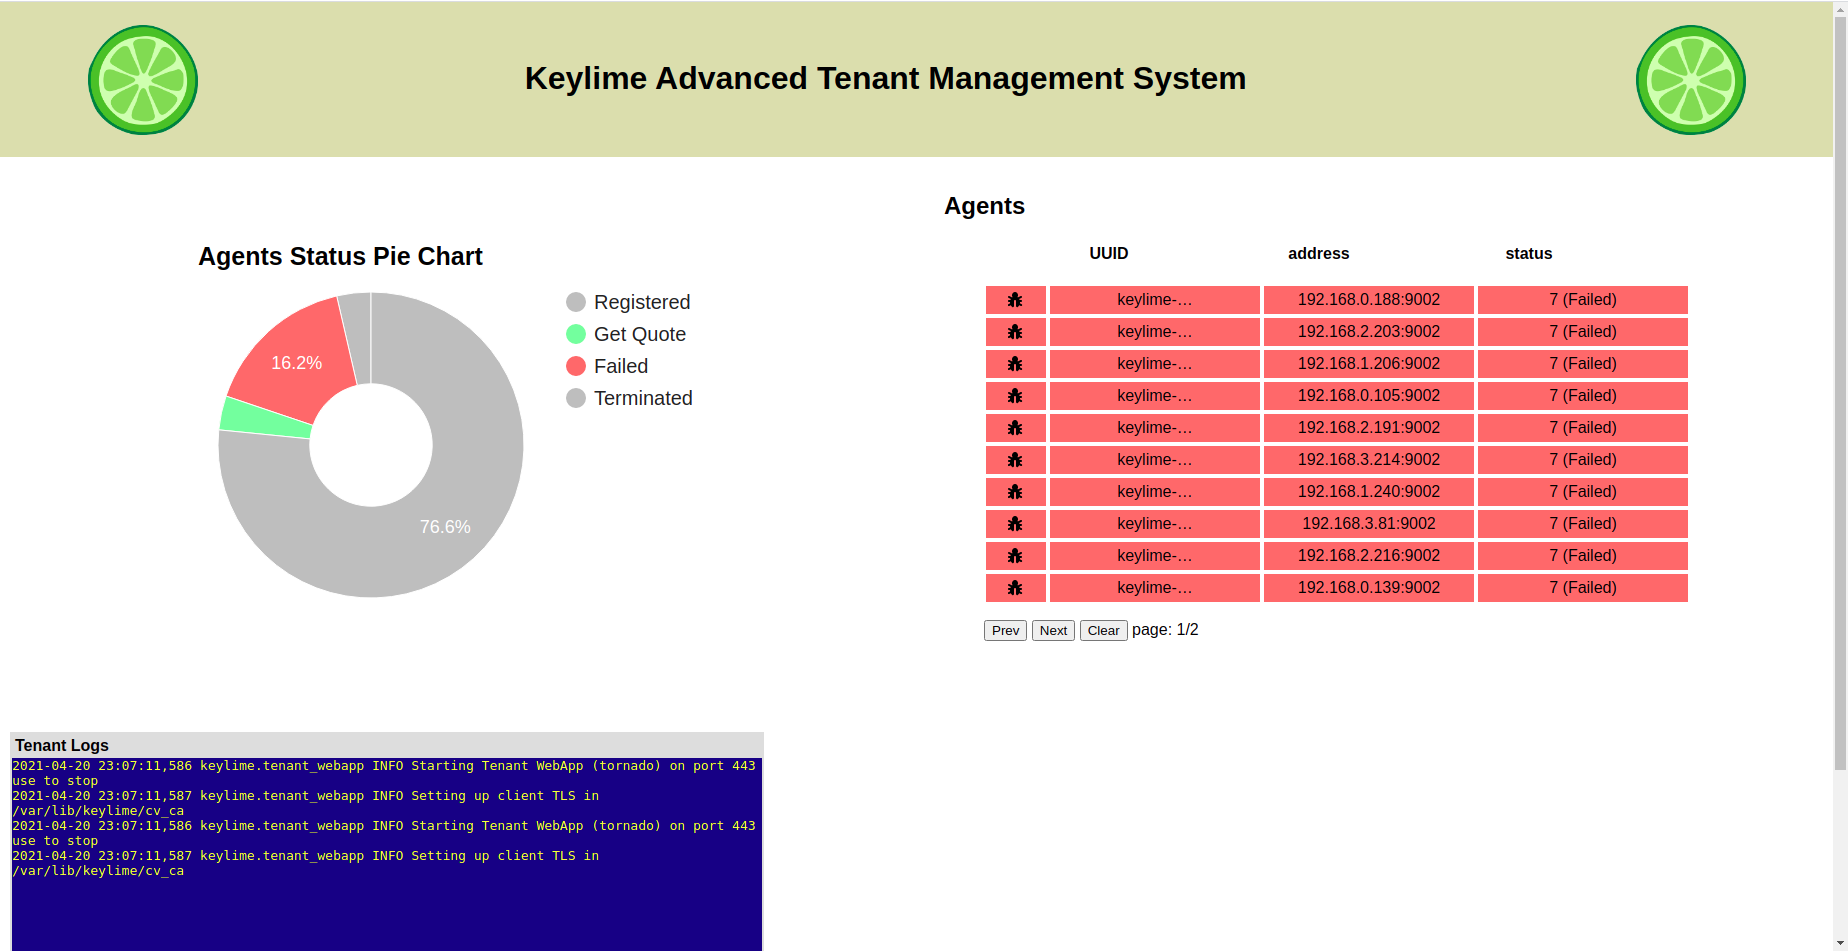 Keylime Advanced Tenant Management System
Agents Status Pie Chart
16.2%
76.6%
Registered
Get Quote
Failed
Terminated
Agents
UUID address status
keylime-... 192.168.0.188:9002 7 (Failed)
keylime-... 192.168.2.203:9002 7 (Failed)
keylime-... 192.168.1.206:9002 7 (Failed)
keylime-... 192.168.0.105:9002 7 (Failed)
keylime-... 192.168.2.191:9002 7 (Failed)
keylime-... 192.168.3.214:9002 7 (Failed)
keylime-... 192.168.1.240:9002 7 (Failed)
keylime-... 192.168.3.81:9002 7 (Failed)
keylime-... 192.168.2.216:9002 7 (Failed)
keylime-... 192.168.0.139:9002 7 (Failed)
Prev Next Clear page: 1/2
Tenant Logs
2021-04-20 23:07:11,586 keylime.tenant_webapp INFO Starting Tenant WebApp (tornado) on port 443
use to stop
2021-04-20 23:07:11,587 keylime.tenant_webapp INFO Setting up client TLS in
/var/lib/keylime/cv_ca
2021-04-20 23:07:11,586 keylime.tenant_webapp INFO Starting Tenant WebApp (tornado) on port 443
use to stop
2021-04-20 23:07:11,587 keylime.tenant_webapp INFO Setting up client TLS in
/var/lib/keylime/cv_ca